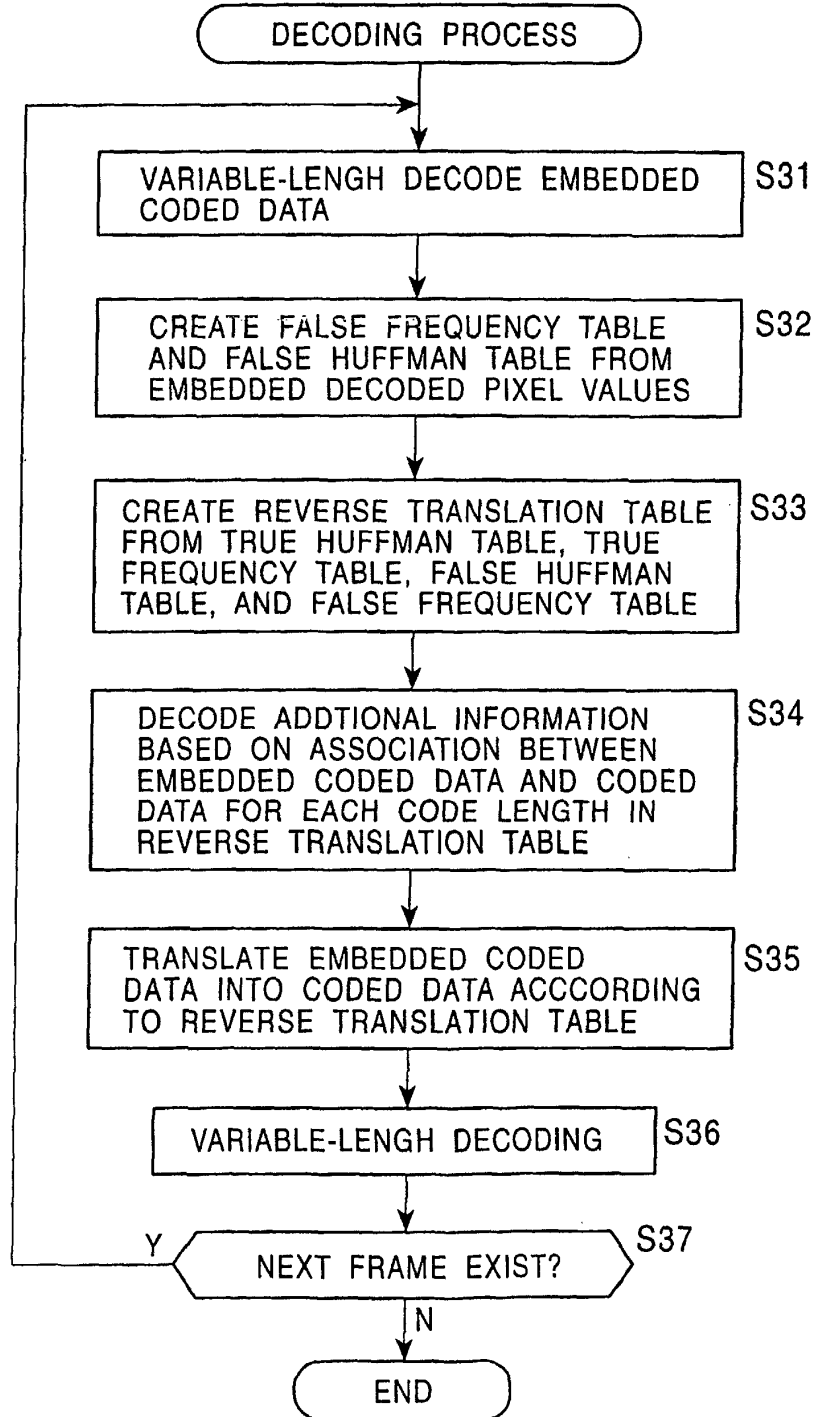 DECODING PROCESS
VARIABLE-LENGH DECODE EMBEDDED
CODED DATA
S31
CREATE FALSE FREQUENCY TABLE
AND FALSE HUFFMAN TABLE FROM
EMBEDDED DECODED PIXEL VALUES
S32
CREATE REVERSE TRANSLATION TABLE
FROM TRUE HUFFMAN TABLE, TRUE
FREQUENCY TABLE, FALSE HUFFMAN
TABLE, AND FALSE FREQUENCY TABLE
S33
DECODE ADDTIONAL INFORMATION
BASED ON ASSOCIATION BETWEEN
EMBEDDED CODED DATA AND CODED
DATA FOR EACH CODE LENGTH IN
REVERSE TRANSLATION TABLE
S34
TRANSLATE EMBEDDED CODED
DATA INTO CODED DATA ACCCORDING
TO REVERSE TRANSLATION TABLE
S35
VARIABLE-LENGH DECODING
S36
Y
NEXT FRAME EXIST?
S37
N
END